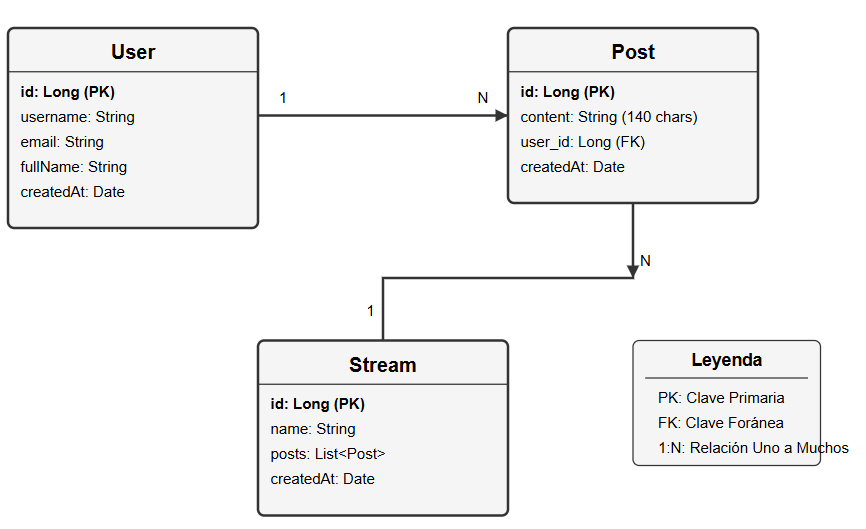 User
id: Long (PK)
username: String
email: String
fullName: String
createdAt: Date
1
N
Post
id: Long (PK)
content: String (140 chars)
user_id: Long (FK)
createdAt: Date
N
1
Stream
id: Long (PK)
name: String
posts: List<Post>
createdAt: Date
Leyenda
PK: Clave Primaria
FK: Clave Foránea
1:N: Relación Uno a Muchos